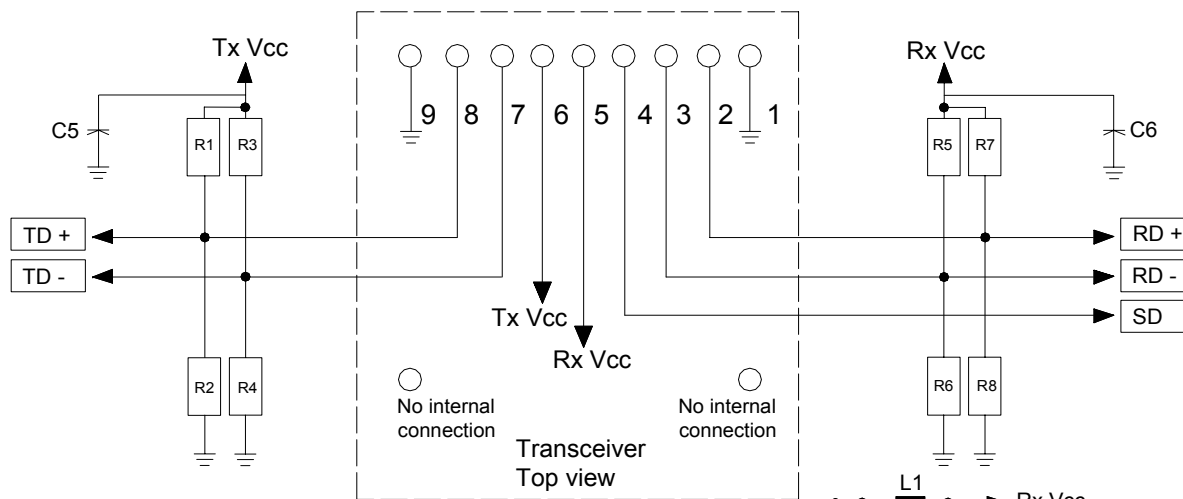 Tx Vcc
Rx Vcc
9 8 7 6 5 4 3 2 1
C5
R1
R3
R5
R7
C6
TD +
TD -
RD +
RD -
SD
Tx Vcc
Rx Vcc
R2
R4
R6
R8
No internal
connection
No internal
connection
Transceiver
Top view
L1
Rx Vcc